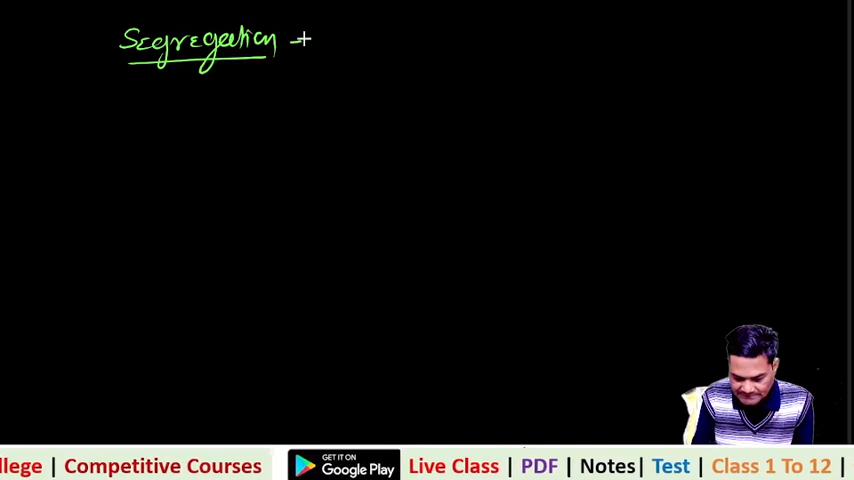 Segregation -
llege | Competitive Courses GET IT ON Google Play Live Class | PDF | Notes | Test | Class 1 To 12 |